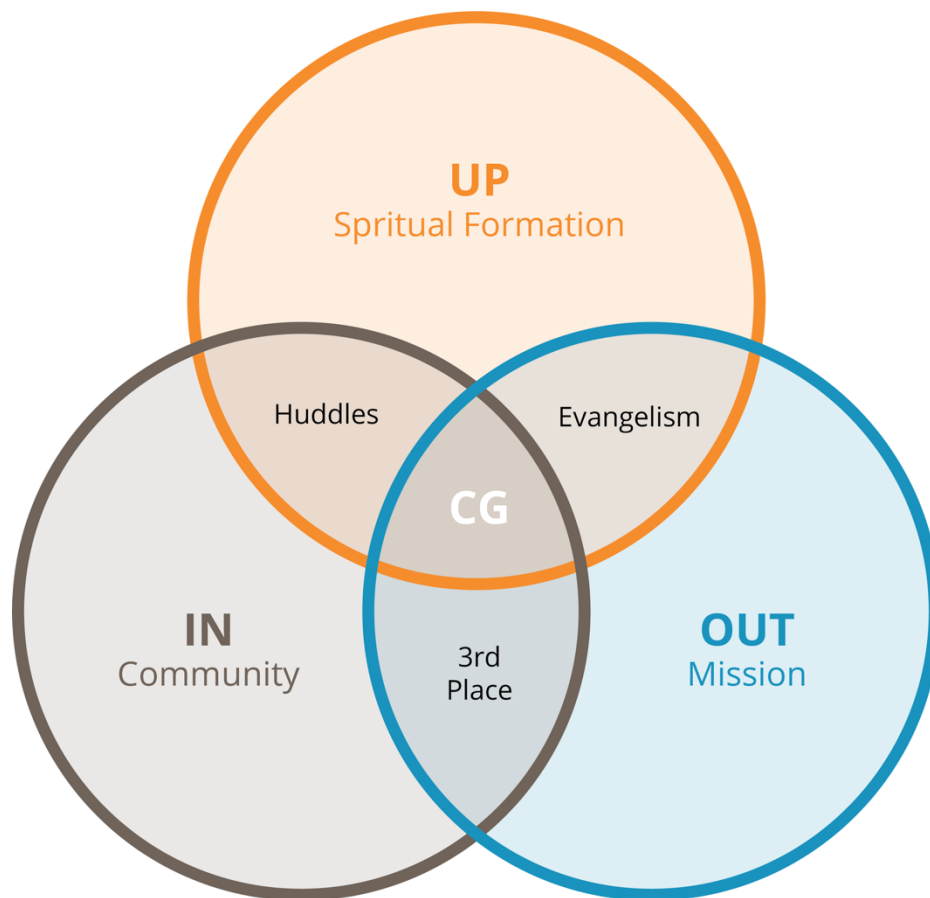 UP
Spritual Formation
Huddles
Evangelism
CG
IN
Community
OUT
Mission
3rd
Place